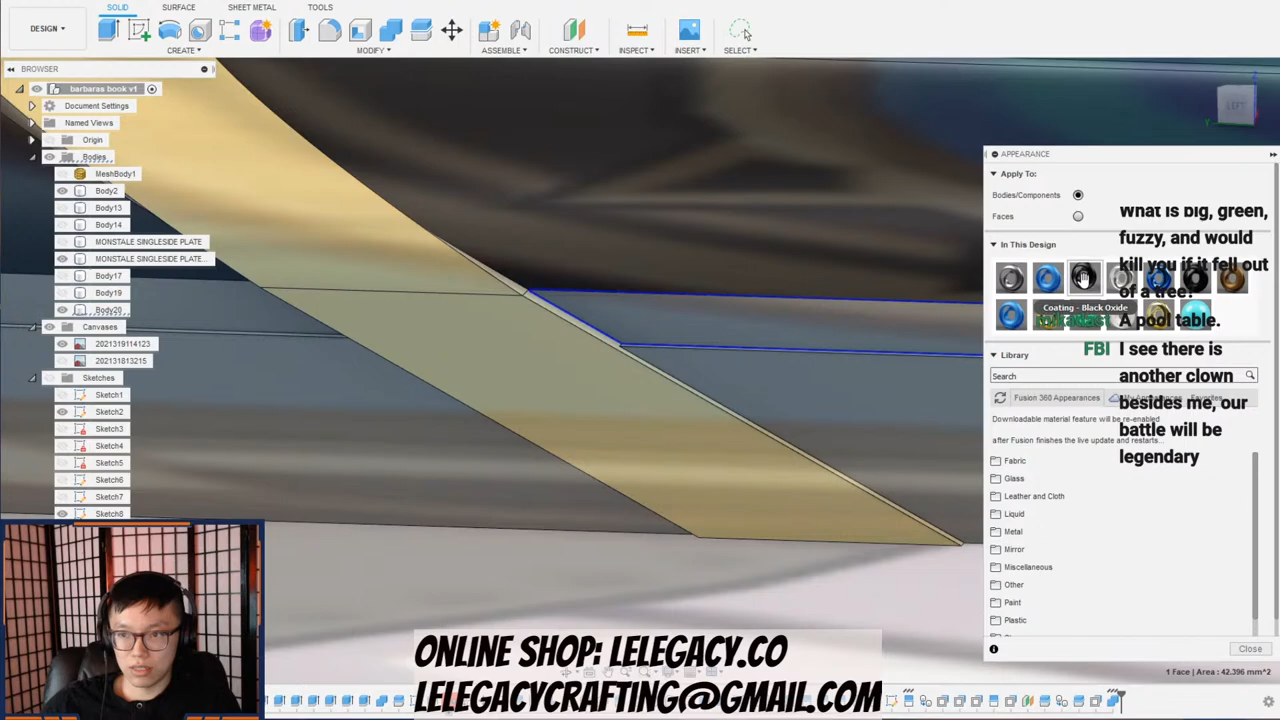 DESIGN ▾
SOLID
SURFACE
SHEET METAL
TOOLS
CREATE ▾
MODIFY ▾
ASSEMBLE ▾
CONSTRUCT ▾
INSPECT ▾
INSERT ▾
SELECT ▾
BROWSER
barbaras book v1
Document Settings
Named Views
Origin
Bodies
MeshBody1
Body2
Body13
Body14
MONSTALE SINGLESIDE PLATE
MONSTALE SINGLESIDE PLATE...
Body17
Body19
Body20
Canvases
2021319114123
202131813215
Sketches
Sketch1
Sketch2
Sketch3
Sketch4
Sketch5
Sketch6
Sketch7
Sketch8
LEFT
APPEARANCE
Apply To:
Bodies/Components
Faces
In This Design
Coating - Black Oxide
Library
Search
Fusion 360 Appearances
My Appearances
Favorites
Downloadable material feature will be re-enabled
after Fusion finishes the live update and restarts...
Fabric
Glass
Leather and Cloth
Liquid
Metal
Mirror
Miscellaneous
Other
Paint
Plastic
Close
1 Face | Area : 42.396 mm^2
What is big, green,
fuzzy, and would
kill you if it fell out
of a tree?
A pool table.
FBI I see there is
another clown
besides me, our
battle will be
legendary
ONLINE SHOP: LELEGACY.CO
LELEGACYCRAFTING@GMAIL.COM